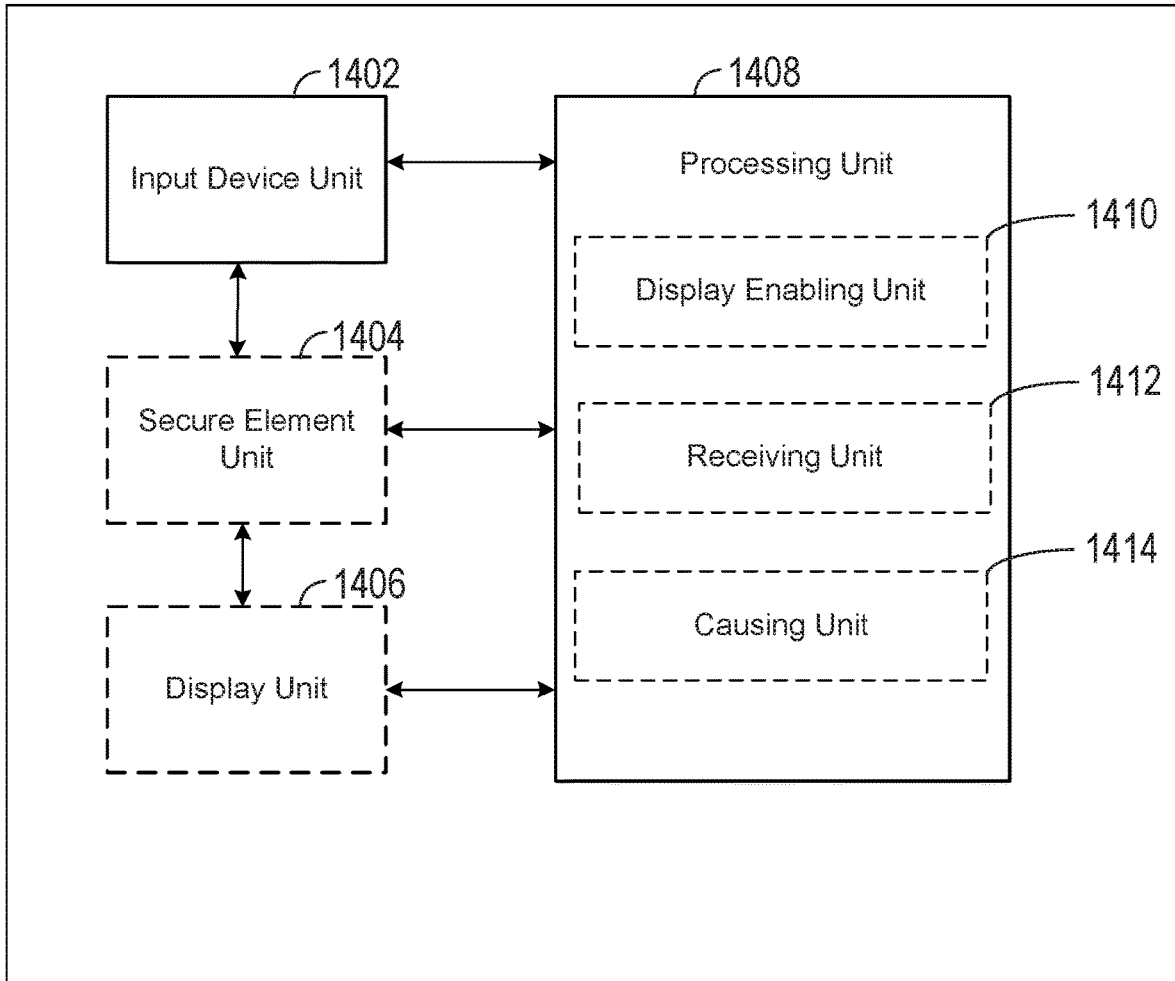 1402
Input Device Unit
1404
Secure Element
Unit
1406
Display Unit
1408
Processing Unit
1410
Display Enabling Unit
1412
Receiving Unit
1414
Causing Unit